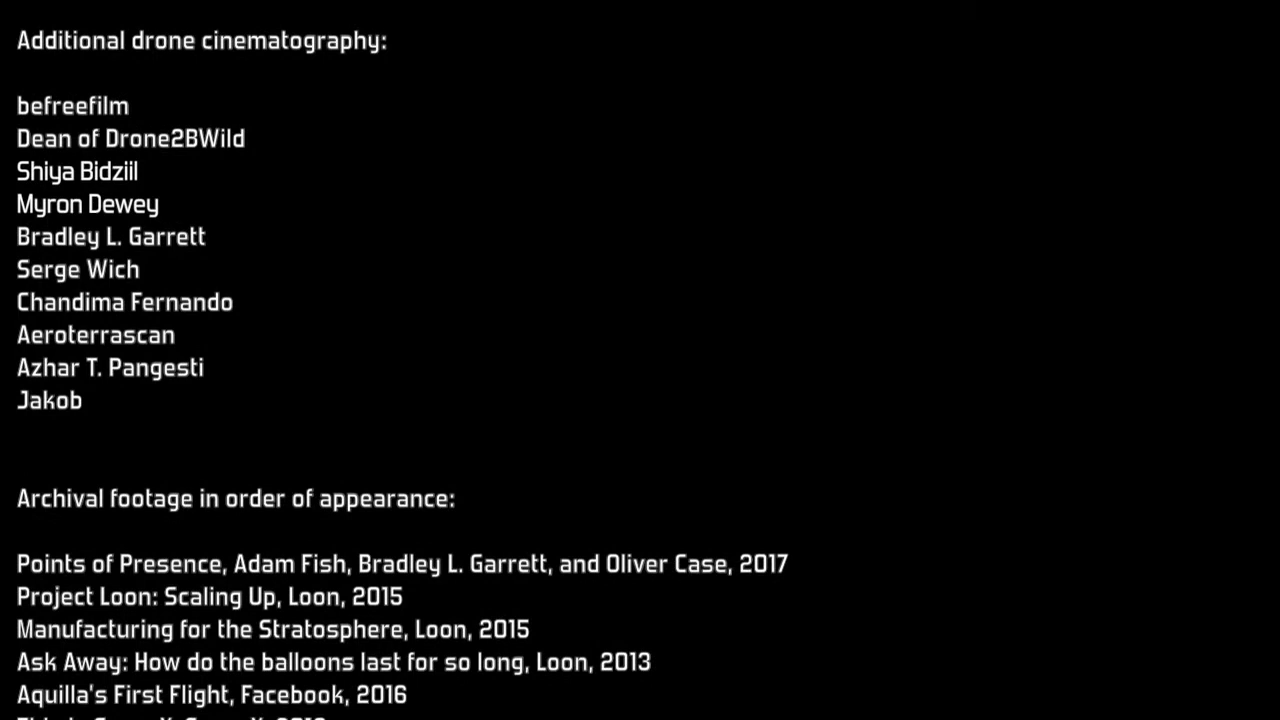 Additional drone cinematography:
befreefilm
Dean of Drone2BWild
Shiya Bidziil
Myron Dewey
Bradley L. Garrett
Serge Wich
Chandima Fernando
Aeroterrascan
Azhar T. Pangesti
Jakob
Archival footage in order of appearance:
Points of Presence, Adam Fish, Bradley L. Garrett, and Oliver Case, 2017
Project Loon: Scaling Up, Loon, 2015
Manufacturing for the Stratosphere, Loon, 2015
Ask Away: How do the balloons last for so long, Loon, 2013
Aquilla's First Flight, Facebook, 2016